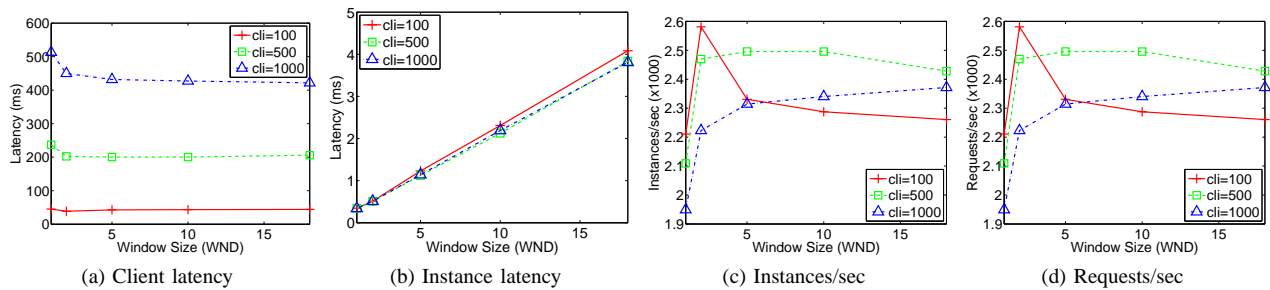 600
500
400
300
200
100
0
Latency (ms)
cli=100
cli=500
cli=1000
5
10
15
Window Size (WND)
(a) Client latency
5
4
3
2
1
0
Latency (ms)
cli=100
cli=500
cli=1000
5
10
15
Window Size (WND)
(b) Instance latency
2.6
2.5
2.4
2.3
2.2
2.1
2
1.9
Instances/sec (x1000)
cli=100
cli=500
cli=1000
5
10
15
Window Size (WND)
(c) Instances/sec
2.6
2.5
2.4
2.3
2.2
2.1
2
1.9
Requests/sec (x1000)
cli=100
cli=500
cli=1000
5
10
15
Window Size (WND)
(d) Requests/sec